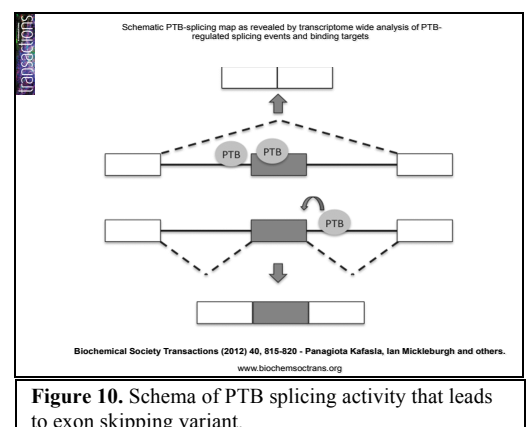 transactions
Schematic PTB-splicing map as revealed by transcriptome wide analysis of PTB-
regulated splicing events and binding targets
PTB
PTB
PTB
Biochemical Society Transactions (2012) 40, 815-820 - Panagiota Kafasla, Ian Mickleburgh and others.
www.biochemsoctrans.org
Figure 10. Schema of PTB splicing activity that leads
to exon skipping variant.